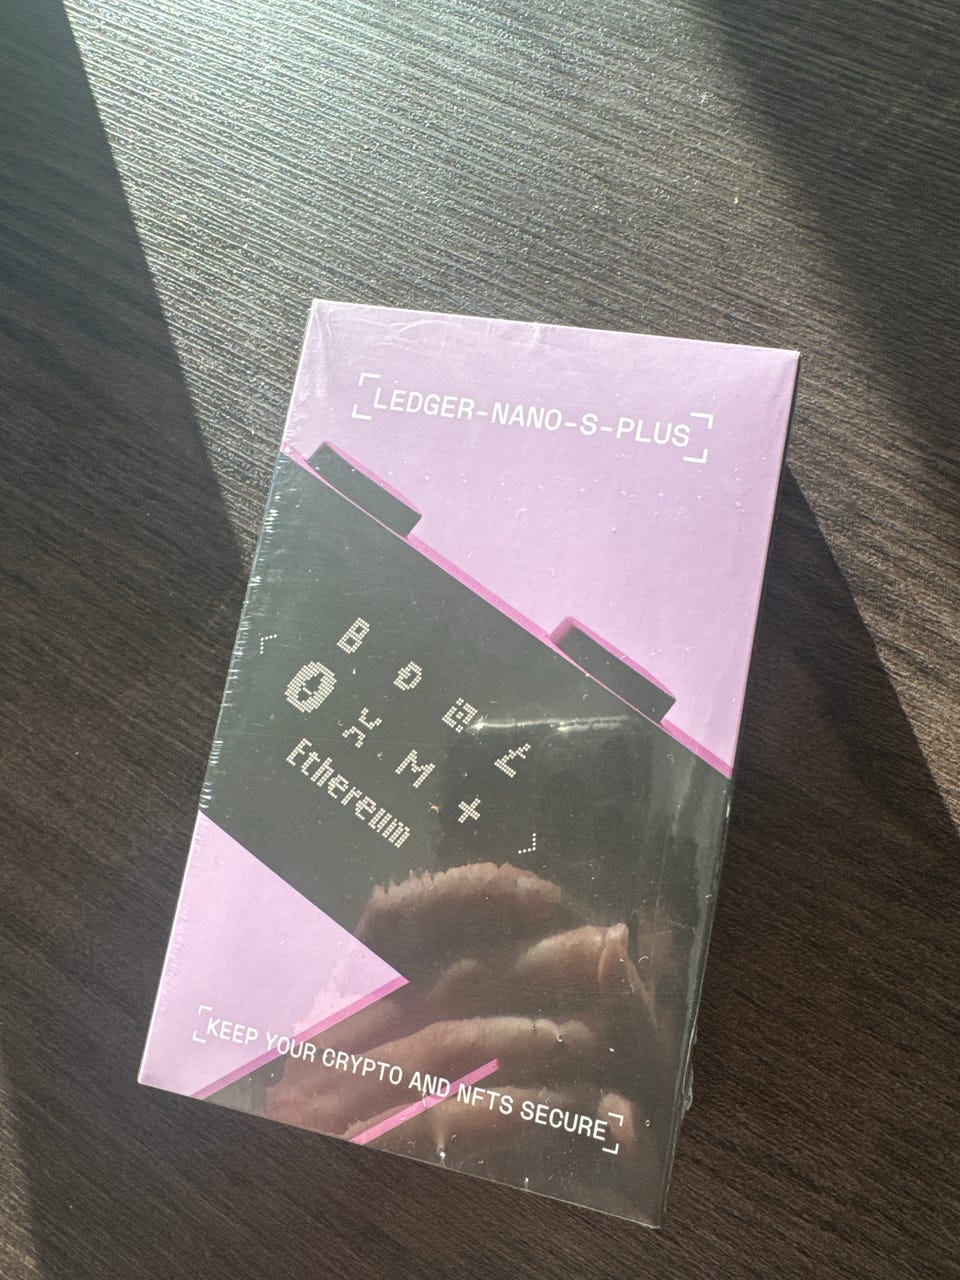 LEDGER-NANO-S-PLUS
Ethereum
KEEP YOUR CRYPTO AND NFTS SECURE